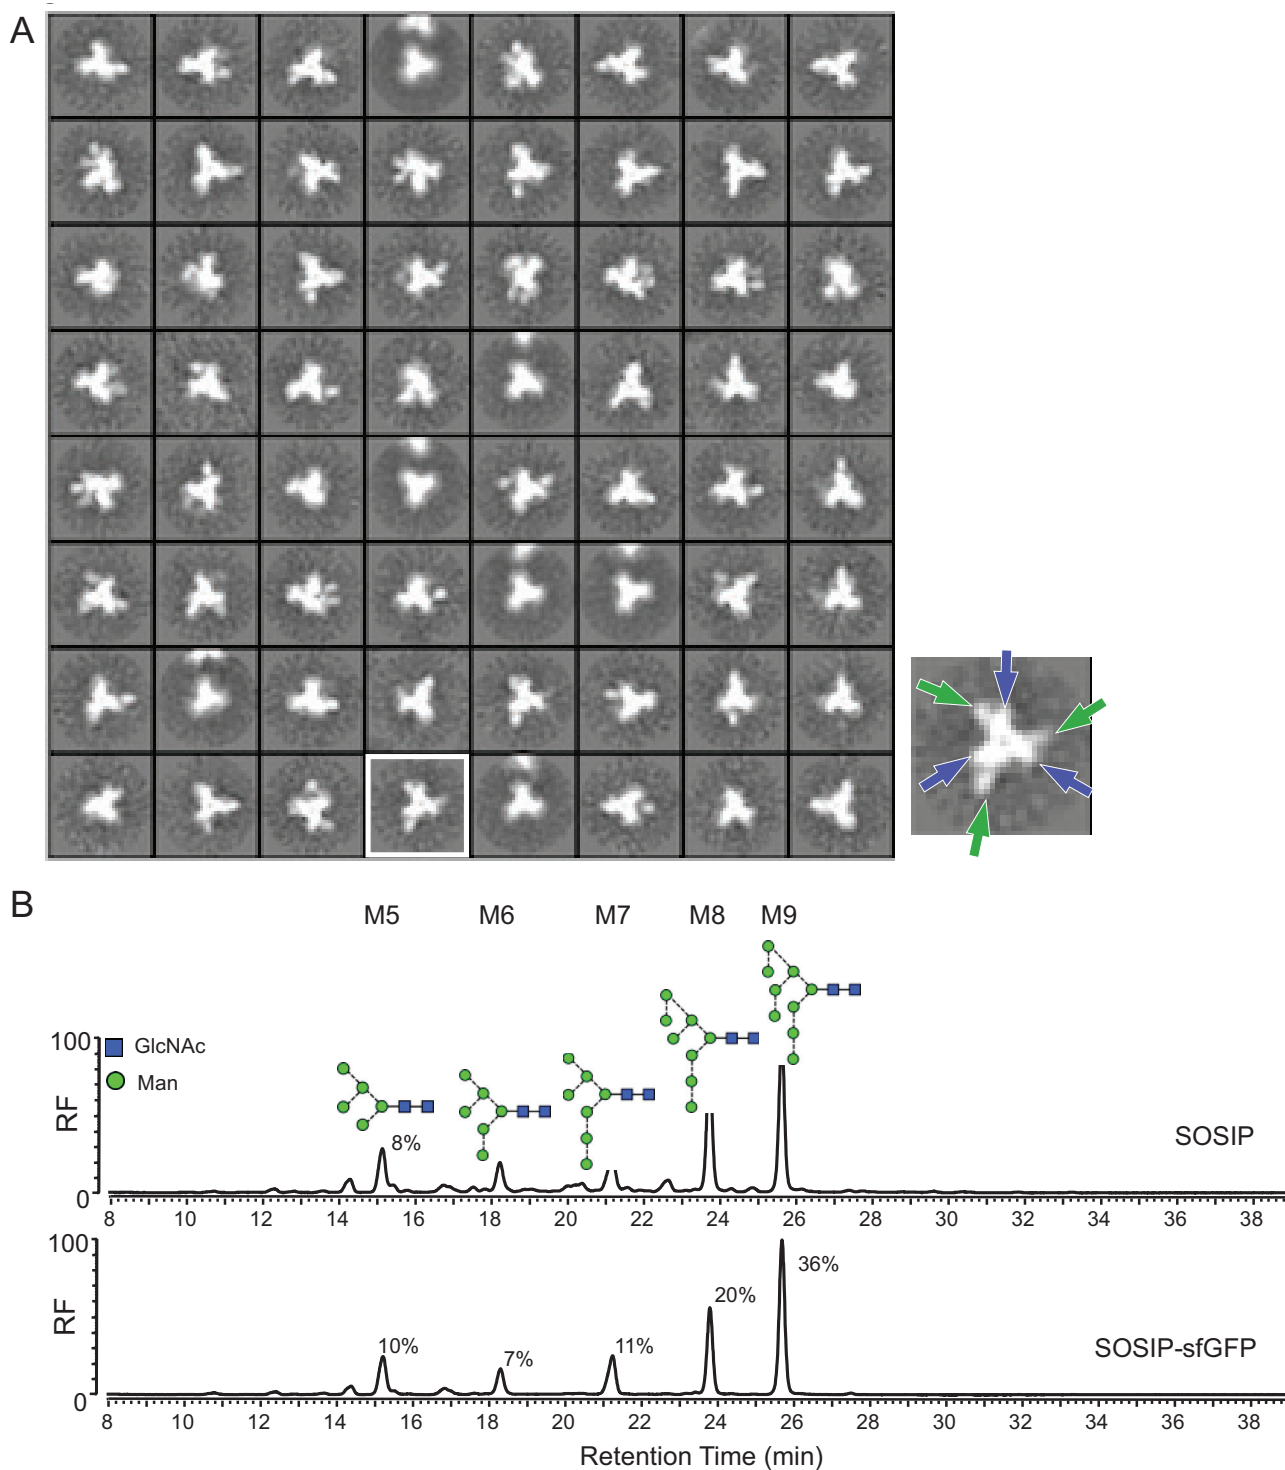 A
B
M5 M6 M7 M8 M9
100
GlcNAc
Man
RF
8%
SOSIP
0
8 10 12 14 16 18 20 22 24 26 28 30 32 34 36 38
100
36%
20%
RF
10%
7%
11%
SOSIP-sfGFP
0
8 10 12 14 16 18 20 22 24 26 28 30 32 34 36 38
Retention Time (min)